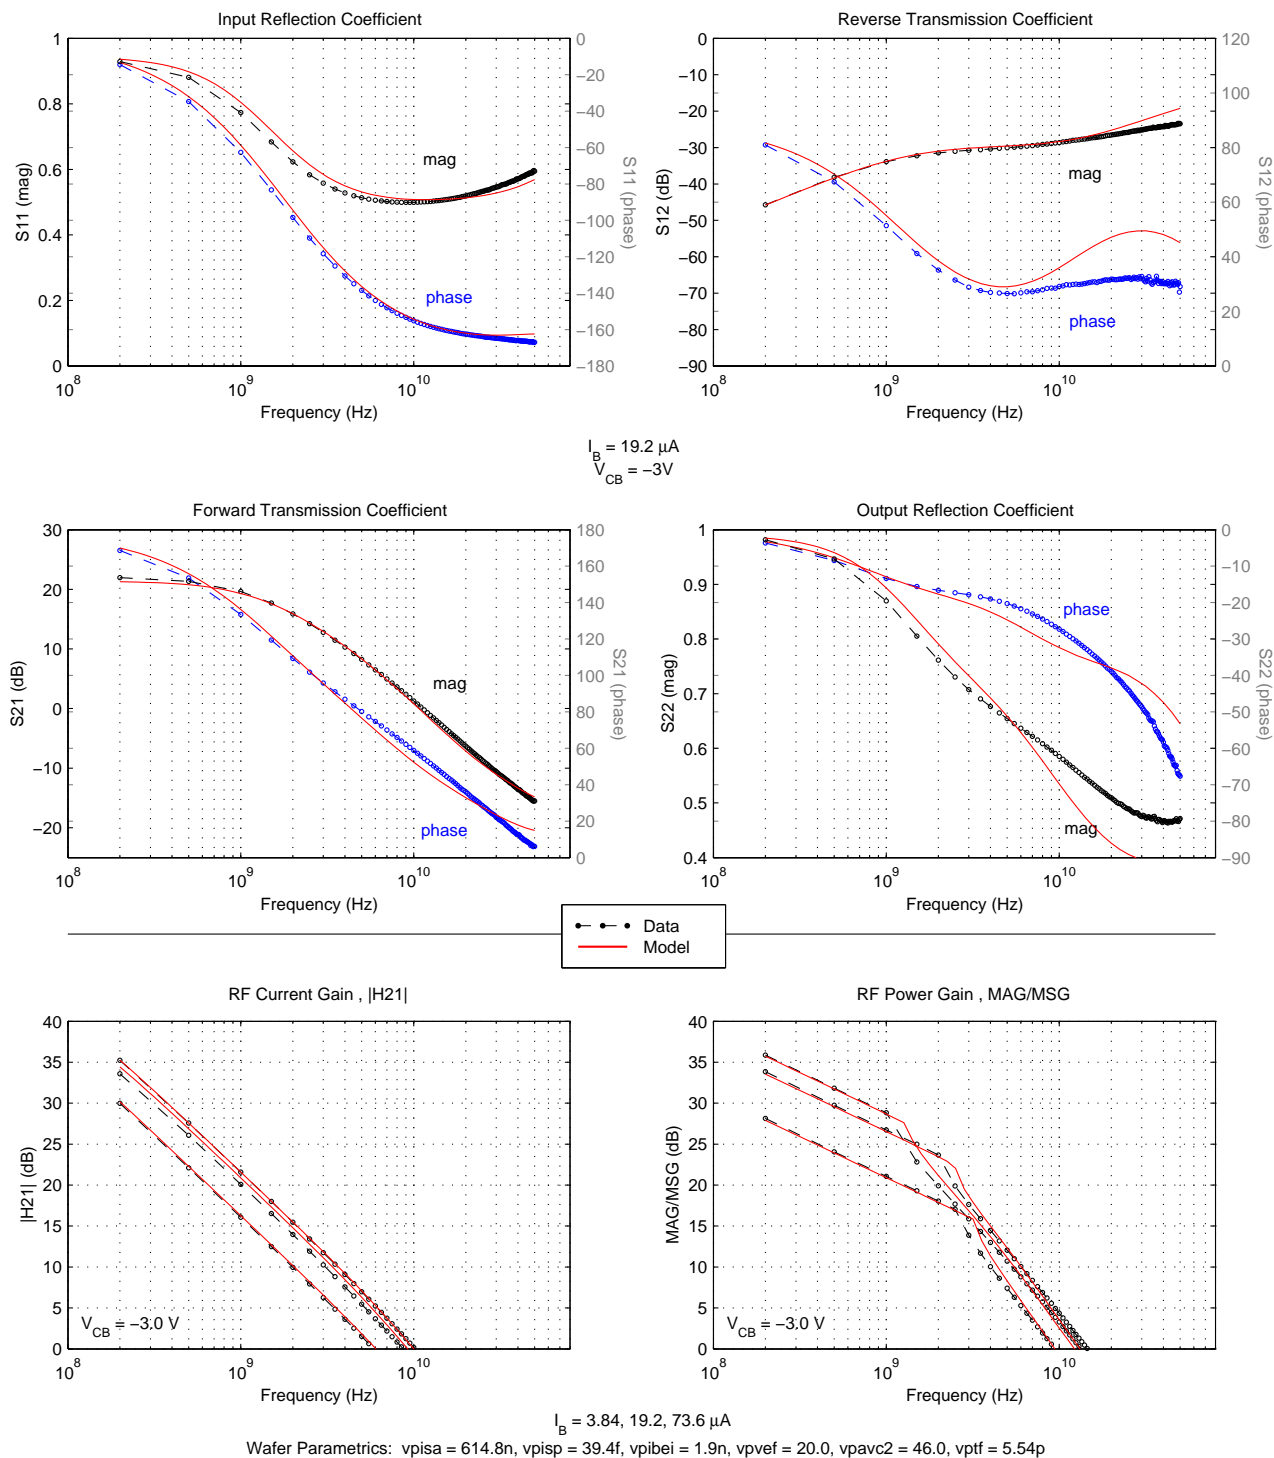 Input Reflection Coefficient
1
0.8
0.6
0.4
0.2
0
S11 (mag)
0
−20
−40
−60
−80
−100
−120
−140
−160
−180
S11 (phase)
mag
phase
10^8
10^9
10^10
Frequency (Hz)
Reverse Transmission Coefficient
0
−10
−20
−30
−40
−50
−60
−70
−80
−90
S12 (dB)
120
100
80
60
40
20
0
S12 (phase)
mag
phase
10^8
10^9
10^10
Frequency (Hz)
I_B = 19.2 μA
V_CB = −3V
Forward Transmission Coefficient
30
20
10
0
−10
−20
S21 (dB)
180
160
140
120
100
80
60
40
20
0
S21 (phase)
mag
phase
10^8
10^9
10^10
Frequency (Hz)
Output Reflection Coefficient
1
0.9
0.8
0.7
0.6
0.5
0.4
S22 (mag)
0
−10
−20
−30
−40
−50
−60
−70
−80
−90
S22 (phase)
phase
mag
10^8
10^9
10^10
Frequency (Hz)
Data
Model
RF Current Gain , |H21|
40
35
30
25
20
15
10
5
0
|H21| (dB)
V_CB = −3.0 V
10^8
10^9
10^10
Frequency (Hz)
RF Power Gain , MAG/MSG
40
35
30
25
20
15
10
5
0
MAG/MSG (dB)
V_CB = −3.0 V
10^8
10^9
10^10
Frequency (Hz)
I_B = 3.84, 19.2, 73.6 μA
Wafer Parametrics: vpisa = 614.8n, vpisp = 39.4f, vpibei = 1.9n, vpvef = 20.0, vpavc2 = 46.0, vptf = 5.54p